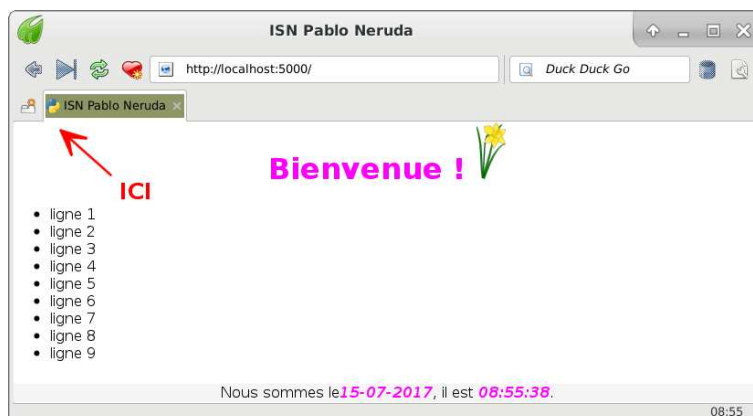 ISN Pablo Neruda
http://localhost:5000/
Duck Duck Go
ISN Pablo Neruda
Bienvenue !
ICI
ligne 1
ligne 2
ligne 3
ligne 4
ligne 5
ligne 6
ligne 7
ligne 8
ligne 9
Nous sommes le15-07-2017, il est 08:55:38.
08:55